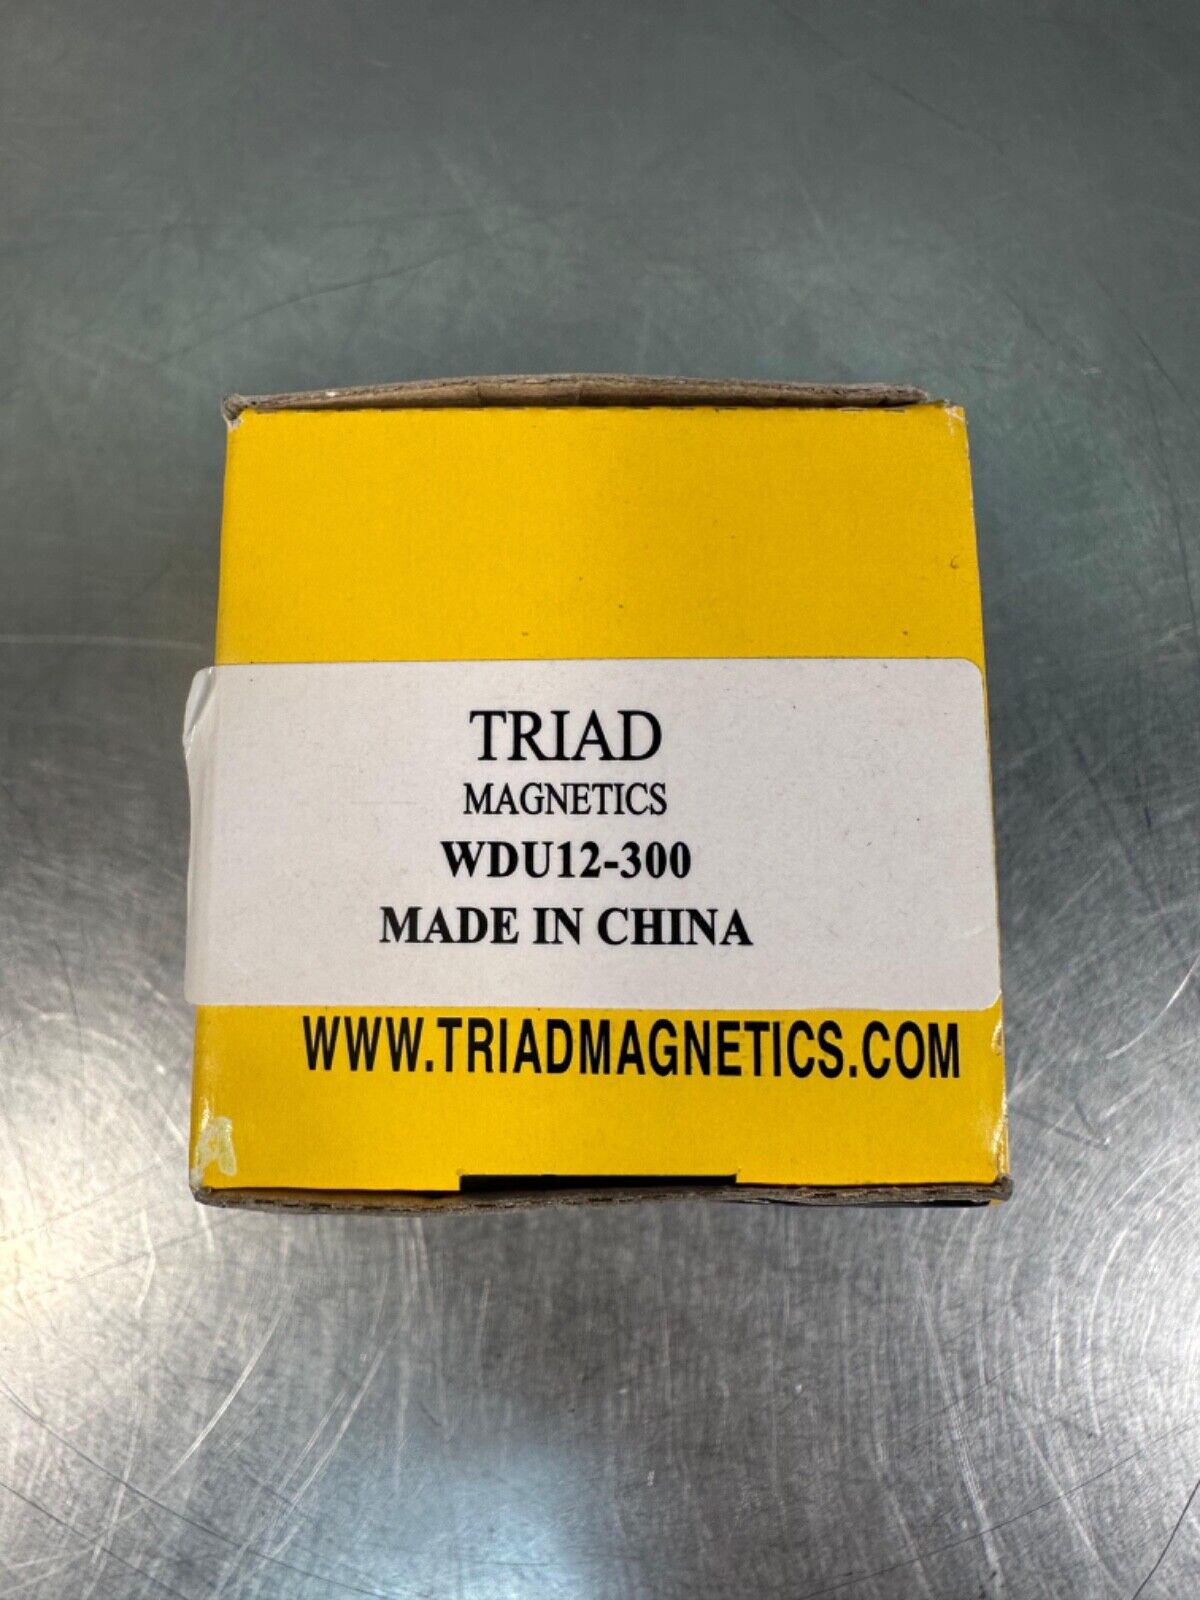 TRIAD
MAGNETICS
WDU12-300
MADE IN CHINA
WWW.TRIADMAGNETICS.COM
A